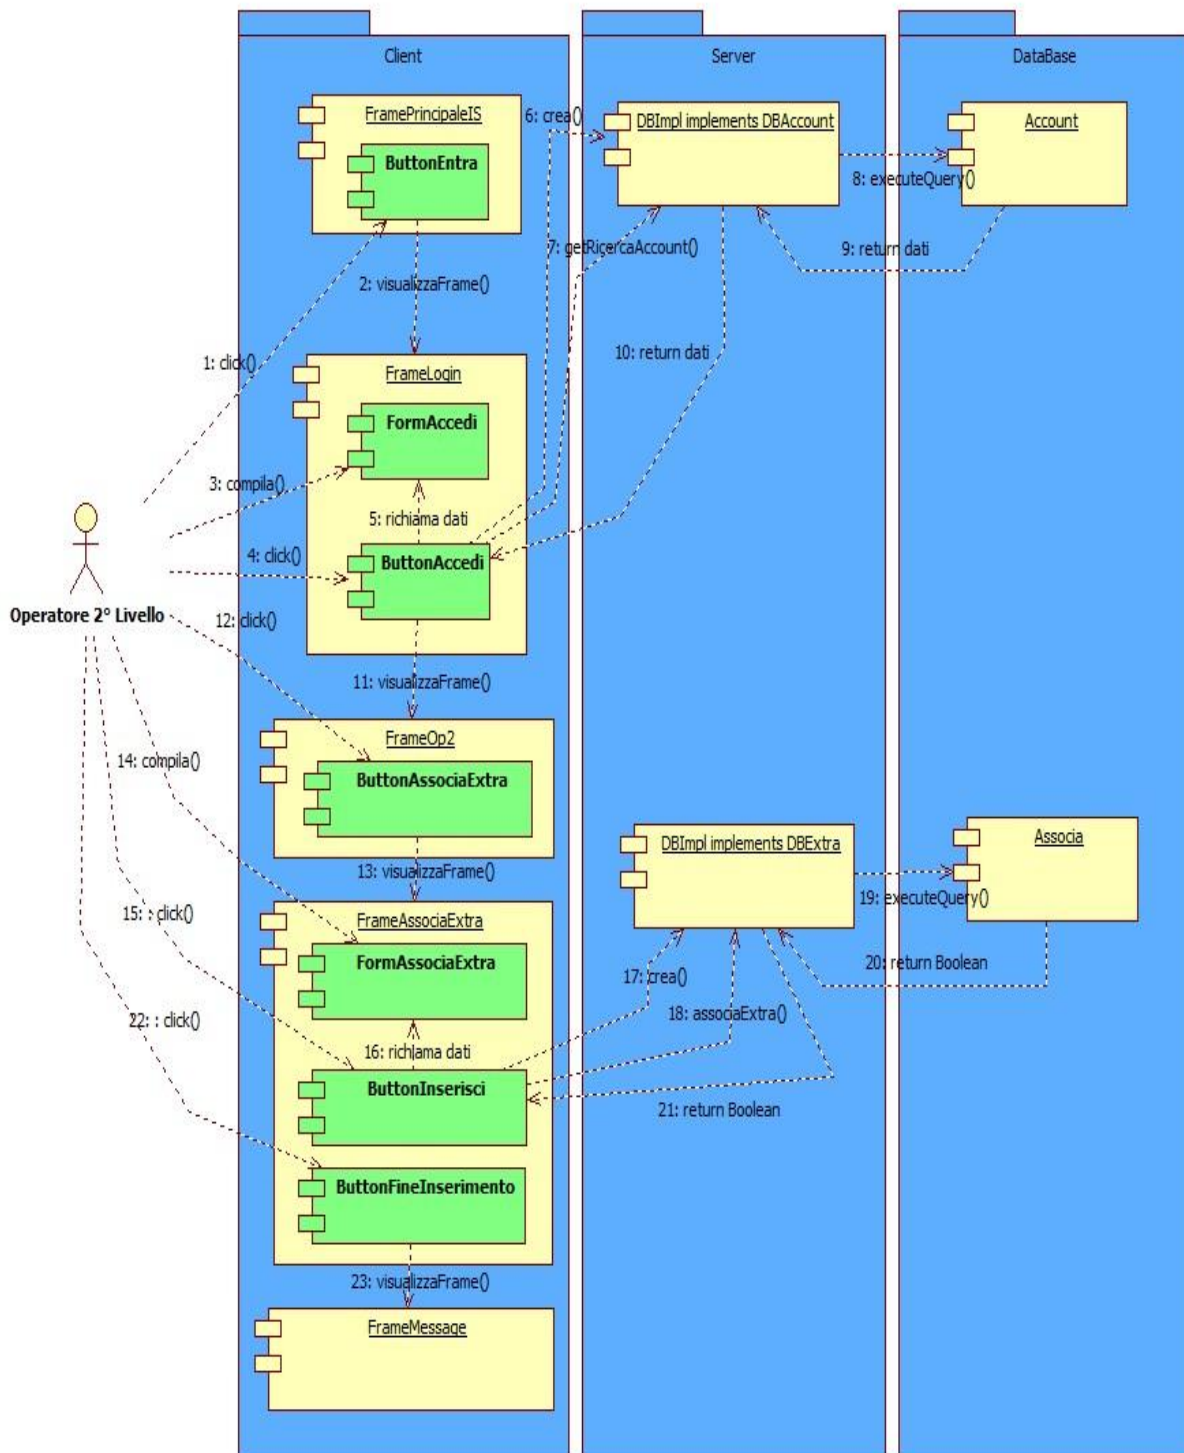 Client
Server
DataBase
FramePrincipaleIS
ButtonEntra
6: crea()
DBImpl implements DBAccount
Account
8: executeQuery()
7: getRicercaAccount()
9: return dati
2: visualizzaFrame()
10: return dati
1: click()
FrameLogin
FormAccedi
3: compila()
5: richiama dati
4: click()
ButtonAccedi
Operatore 2° Livello
12: click()
11: visualizzaFrame()
FrameOp2
14: compila()
ButtonAssociaExtra
DBImpl implements DBExtra
Associa
13: visualizzaFrame()
19: executeQuery()
15: : click()
FrameAssociaExtra
FormAssociaExtra
20: return Boolean
17: crea()
18: associaExtra()
22: : click()
16: richiama dati
ButtonInserisci
21: return Boolean
ButtonFineInserimento
23: visualizzaFrame()
FrameMessage